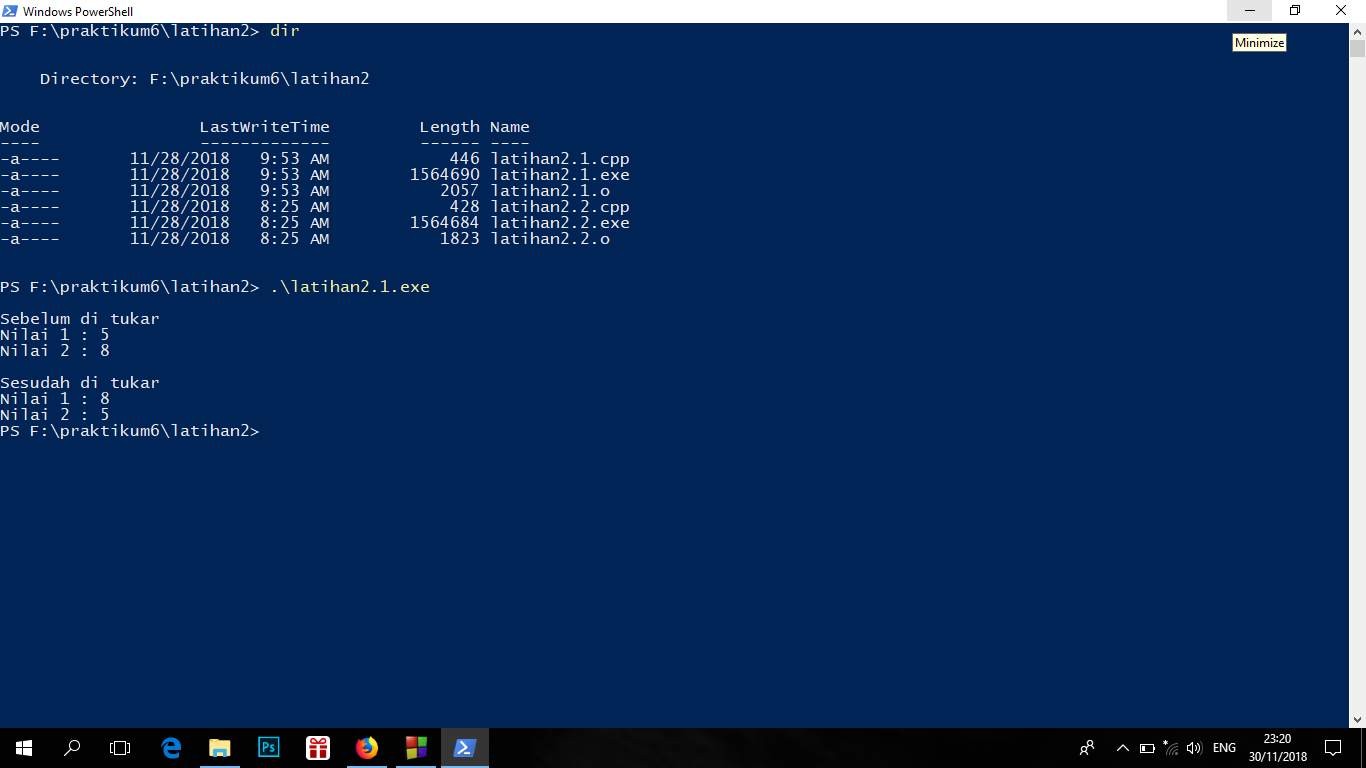 Windows PowerShell
PS F:\praktikum6\latihan2> dir
Minimize
Directory: F:\praktikum6\latihan2
Mode LastWriteTime Length Name
---- ------------- ------ ----
-a---- 11/28/2018 9:53 AM 446 latihan2.1.cpp
-a---- 11/28/2018 9:53 AM 1564690 latihan2.1.exe
-a---- 11/28/2018 9:53 AM 2057 latihan2.1.o
-a---- 11/28/2018 8:25 AM 428 latihan2.2.cpp
-a---- 11/28/2018 8:25 AM 1564684 latihan2.2.exe
-a---- 11/28/2018 8:25 AM 1823 latihan2.2.o
PS F:\praktikum6\latihan2> .\latihan2.1.exe
Sebelum di tukar
Nilai 1 : 5
Nilai 2 : 8
Sesudah di tukar
Nilai 1 : 8
Nilai 2 : 5
PS F:\praktikum6\latihan2>
Ps
ENG
23:20
30/11/2018